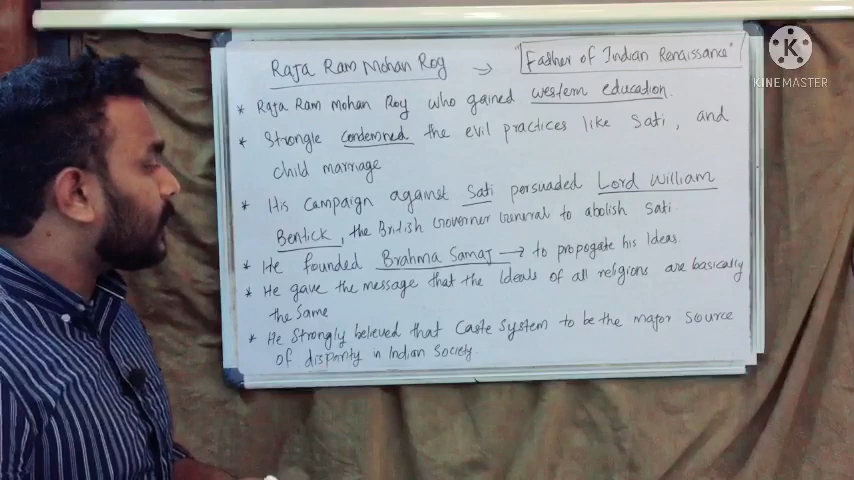 Raja Ram Mohan Roy → "Father of Indian Renaissance"
* Raja Ram Mohan Roy who gained western education.
* Strongle condemned the evil practices like Sati, and
child marriage
* His campaign against Sati persuaded Lord William
Bentick, the British Governer General to abolish Sati.
* He founded Brahma Samaj → to propogate his Ideas.
* He gave the message that the Ideals of all religions are basically
the same
* He strongly believed that Caste System to be the major source
of disparity in Indian Society.
K
KINEMASTER